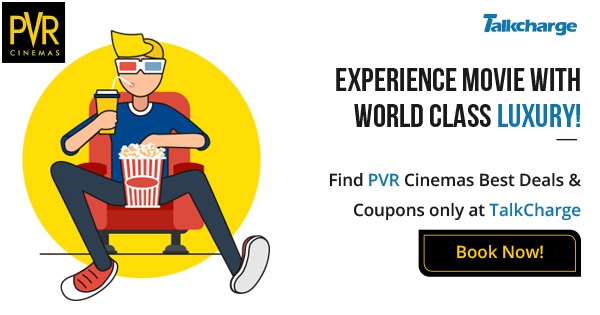 PVR
CINEMAS
Talkcharge
EXPERIENCE MOVIE WITH
WORLD CLASS LUXURY!
Find PVR Cinemas Best Deals &
Coupons only at TalkCharge
Book Now!